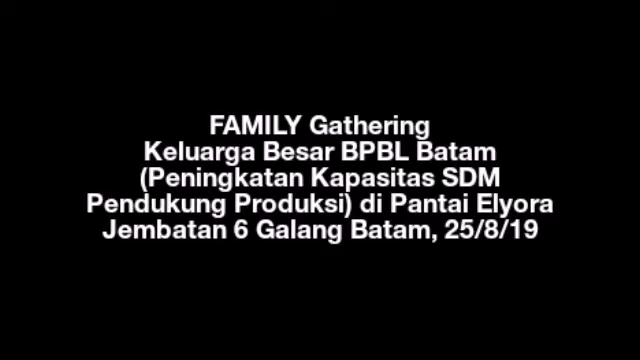 FAMILY Gathering
Keluarga Besar BPBL Batam
(Peningkatan Kapasitas SDM
Pendukung Produksi) di Pantai Elyora
Jembatan 6 Galang Batam, 25/8/19